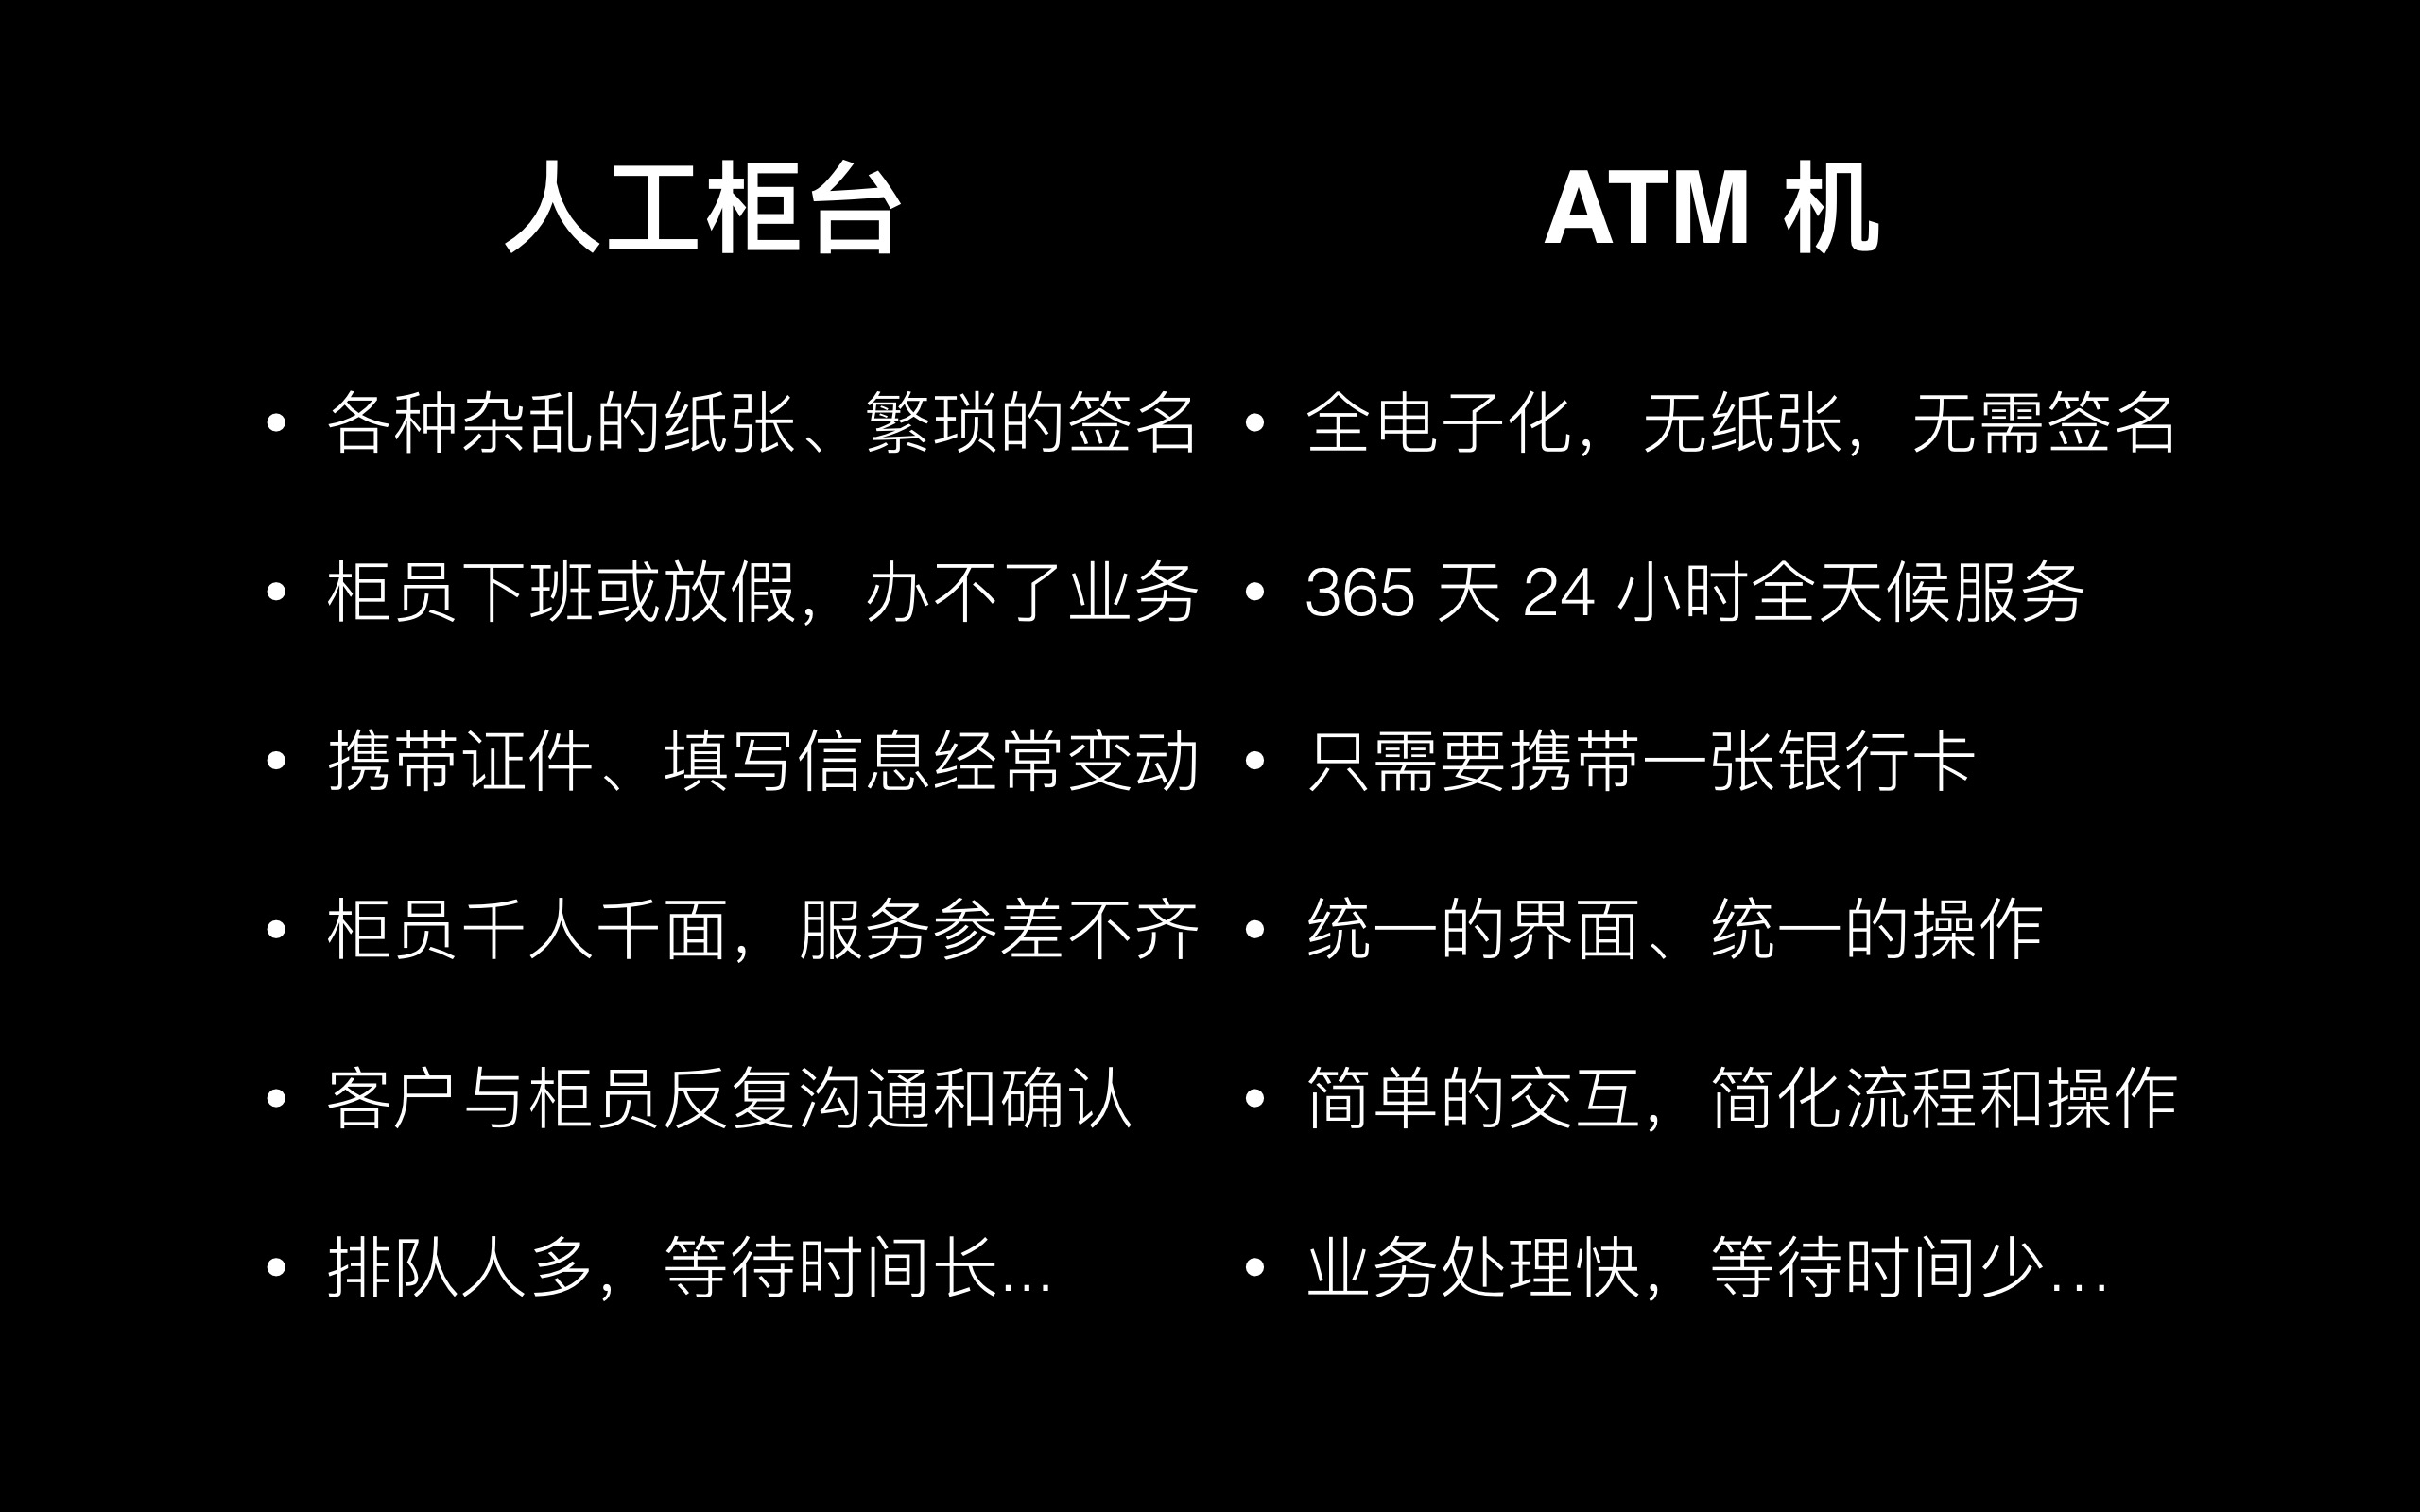 人工柜台
• 各种杂乱的纸张、繁琐的签名
• 柜员下班或放假，办不了业务
• 携带证件、填写信息经常变动
• 柜员千人千面，服务参差不齐
• 客户与柜员反复沟通和确认
• 排队人多，等待时间长…
ATM 机
• 全电子化，无纸张，无需签名
• 365 天 24 小时全天候服务
• 只需要携带一张银行卡
• 统一的界面、统一的操作
• 简单的交互，简化流程和操作
• 业务处理快，等待时间少…